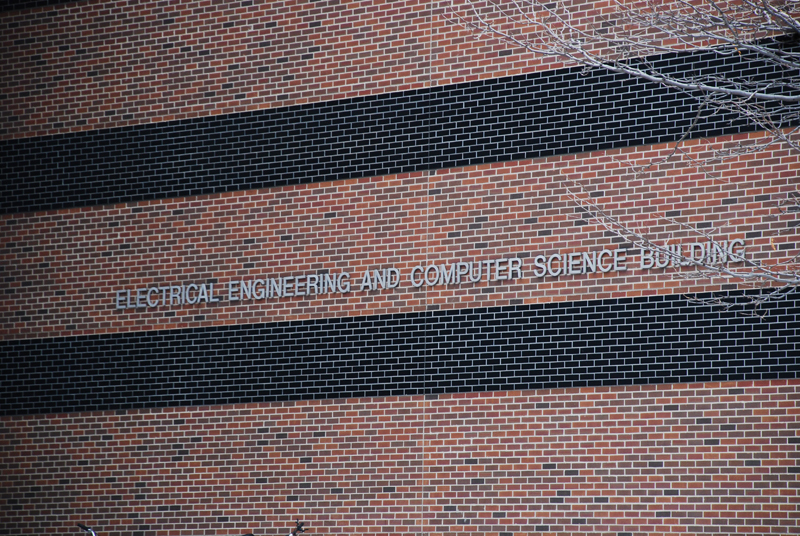 ELECTRICAL ENGINEERING AND COMPUTER SCIENCE BUILDING